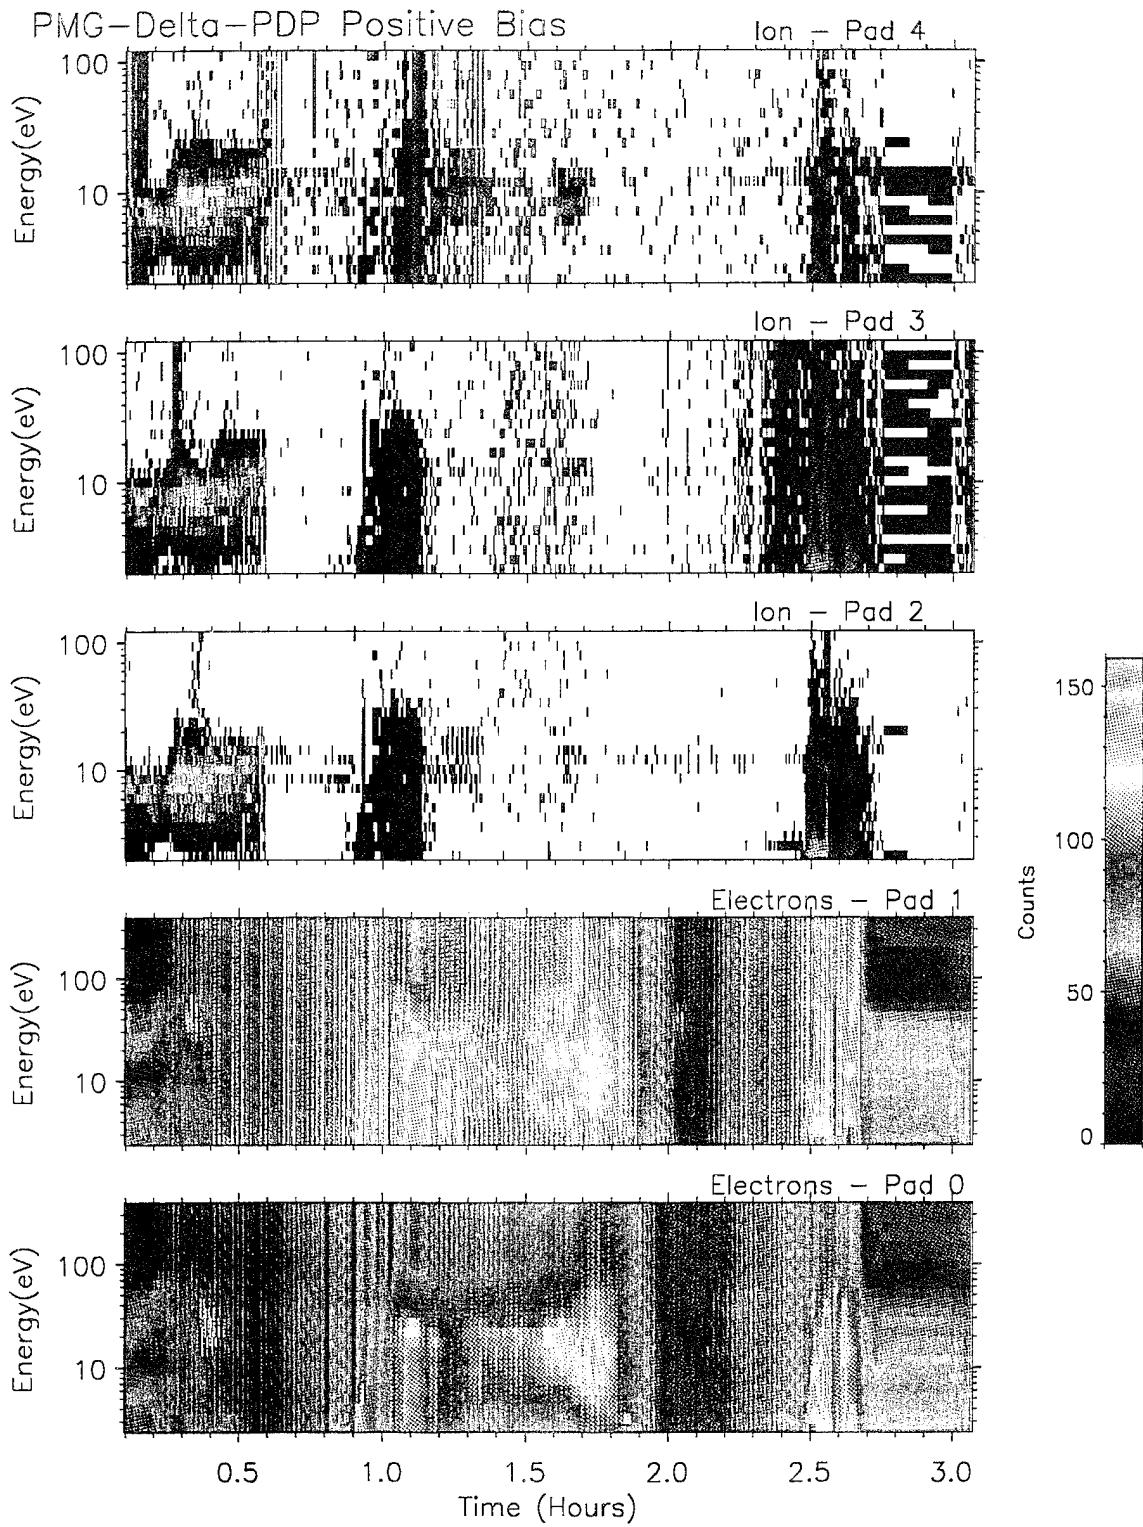 PMG-Delta-PDP Positive Bias
Ion - Pad 4
100
10
Energy(eV)
Ion - Pad 3
100
10
Energy(eV)
Ion - Pad 2
100
10
Energy(eV)
Electrons - Pad 1
100
10
Energy(eV)
Electrons - Pad 0
100
10
Energy(eV)
0.5 1.0 1.5 2.0 2.5 3.0
Time (Hours)
150
100
50
0
Counts